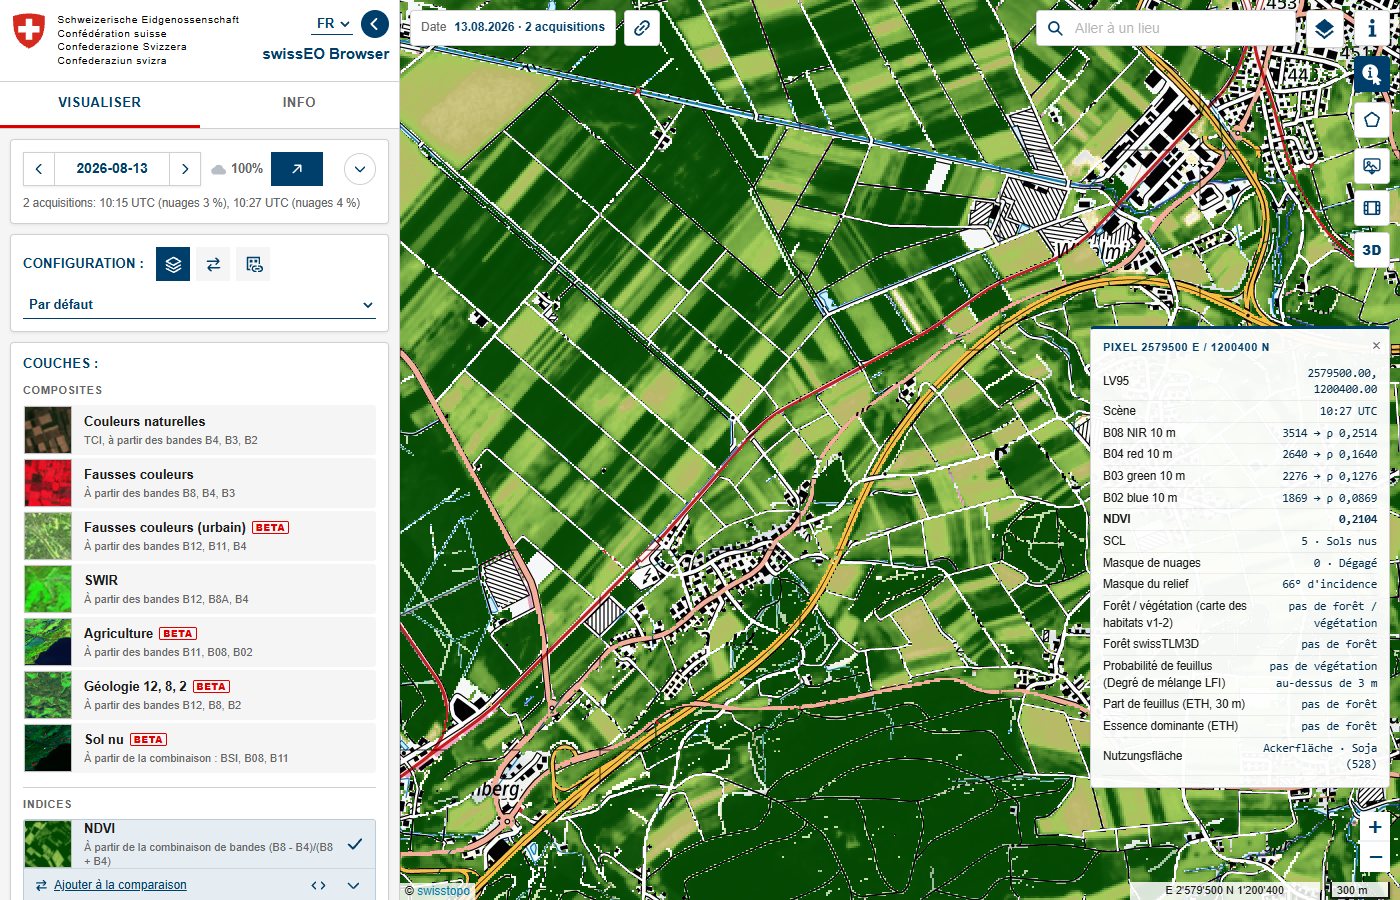 Schweizerische Eidgenossenschaft
Confédération suisse
Confederazione Svizzera
Confederaziun svizra
FR
swissEO Browser
VISUALISER
INFO
2026-08-13
100%
2 acquisitions: 10:15 UTC (nuages 3 %), 10:27 UTC (nuages 4 %)
CONFIGURATION :
Par défaut
COUCHES :
COMPOSITES
Couleurs naturelles
TCI, à partir des bandes B4, B3, B2
Fausses couleurs
À partir des bandes B8, B4, B3
Fausses couleurs (urbain) BETA
À partir des bandes B12, B11, B4
SWIR
À partir des bandes B12, B8A, B4
Agriculture BETA
À partir des bandes B11, B08, B02
Géologie 12, 8, 2 BETA
À partir des bandes B12, B8, B2
Sol nu BETA
À partir de la combinaison : BSI, B08, B11
INDICES
NDVI
À partir de la combinaison de bandes (B8 - B4)/(B8
+ B4)
Ajouter à la comparaison
Date 13.08.2026 · 2 acquisitions
Aller à un lieu
453
44
3D
PIXEL 2579500 E / 1200400 N
LV95 2579500.00,
1200400.00
Scène 10:27 UTC
B08 NIR 10 m 3514 → ρ 0,2514
B04 red 10 m 2640 → ρ 0,1640
B03 green 10 m 2276 → ρ 0,1276
B02 blue 10 m 1869 → ρ 0,0869
NDVI 0,2104
SCL 5 · Sols nus
Masque de nuages 0 · Dégagé
Masque du relief 66° d'incidence
Forêt / végétation (carte des pas de forêt /
habitats v1-2) végétation
Forêt swissTLM3D pas de forêt
Probabilité de feuillus pas de végétation
(Degré de mélange LFI) au-dessus de 3 m
Part de feuillus (ETH, 30 m) pas de forêt
Essence dominante (ETH) pas de forêt
Nutzungsfläche Ackerfläche · Soja
(528)
nberg
© swisstopo
E 2'579'500 N 1'200'400
300 m